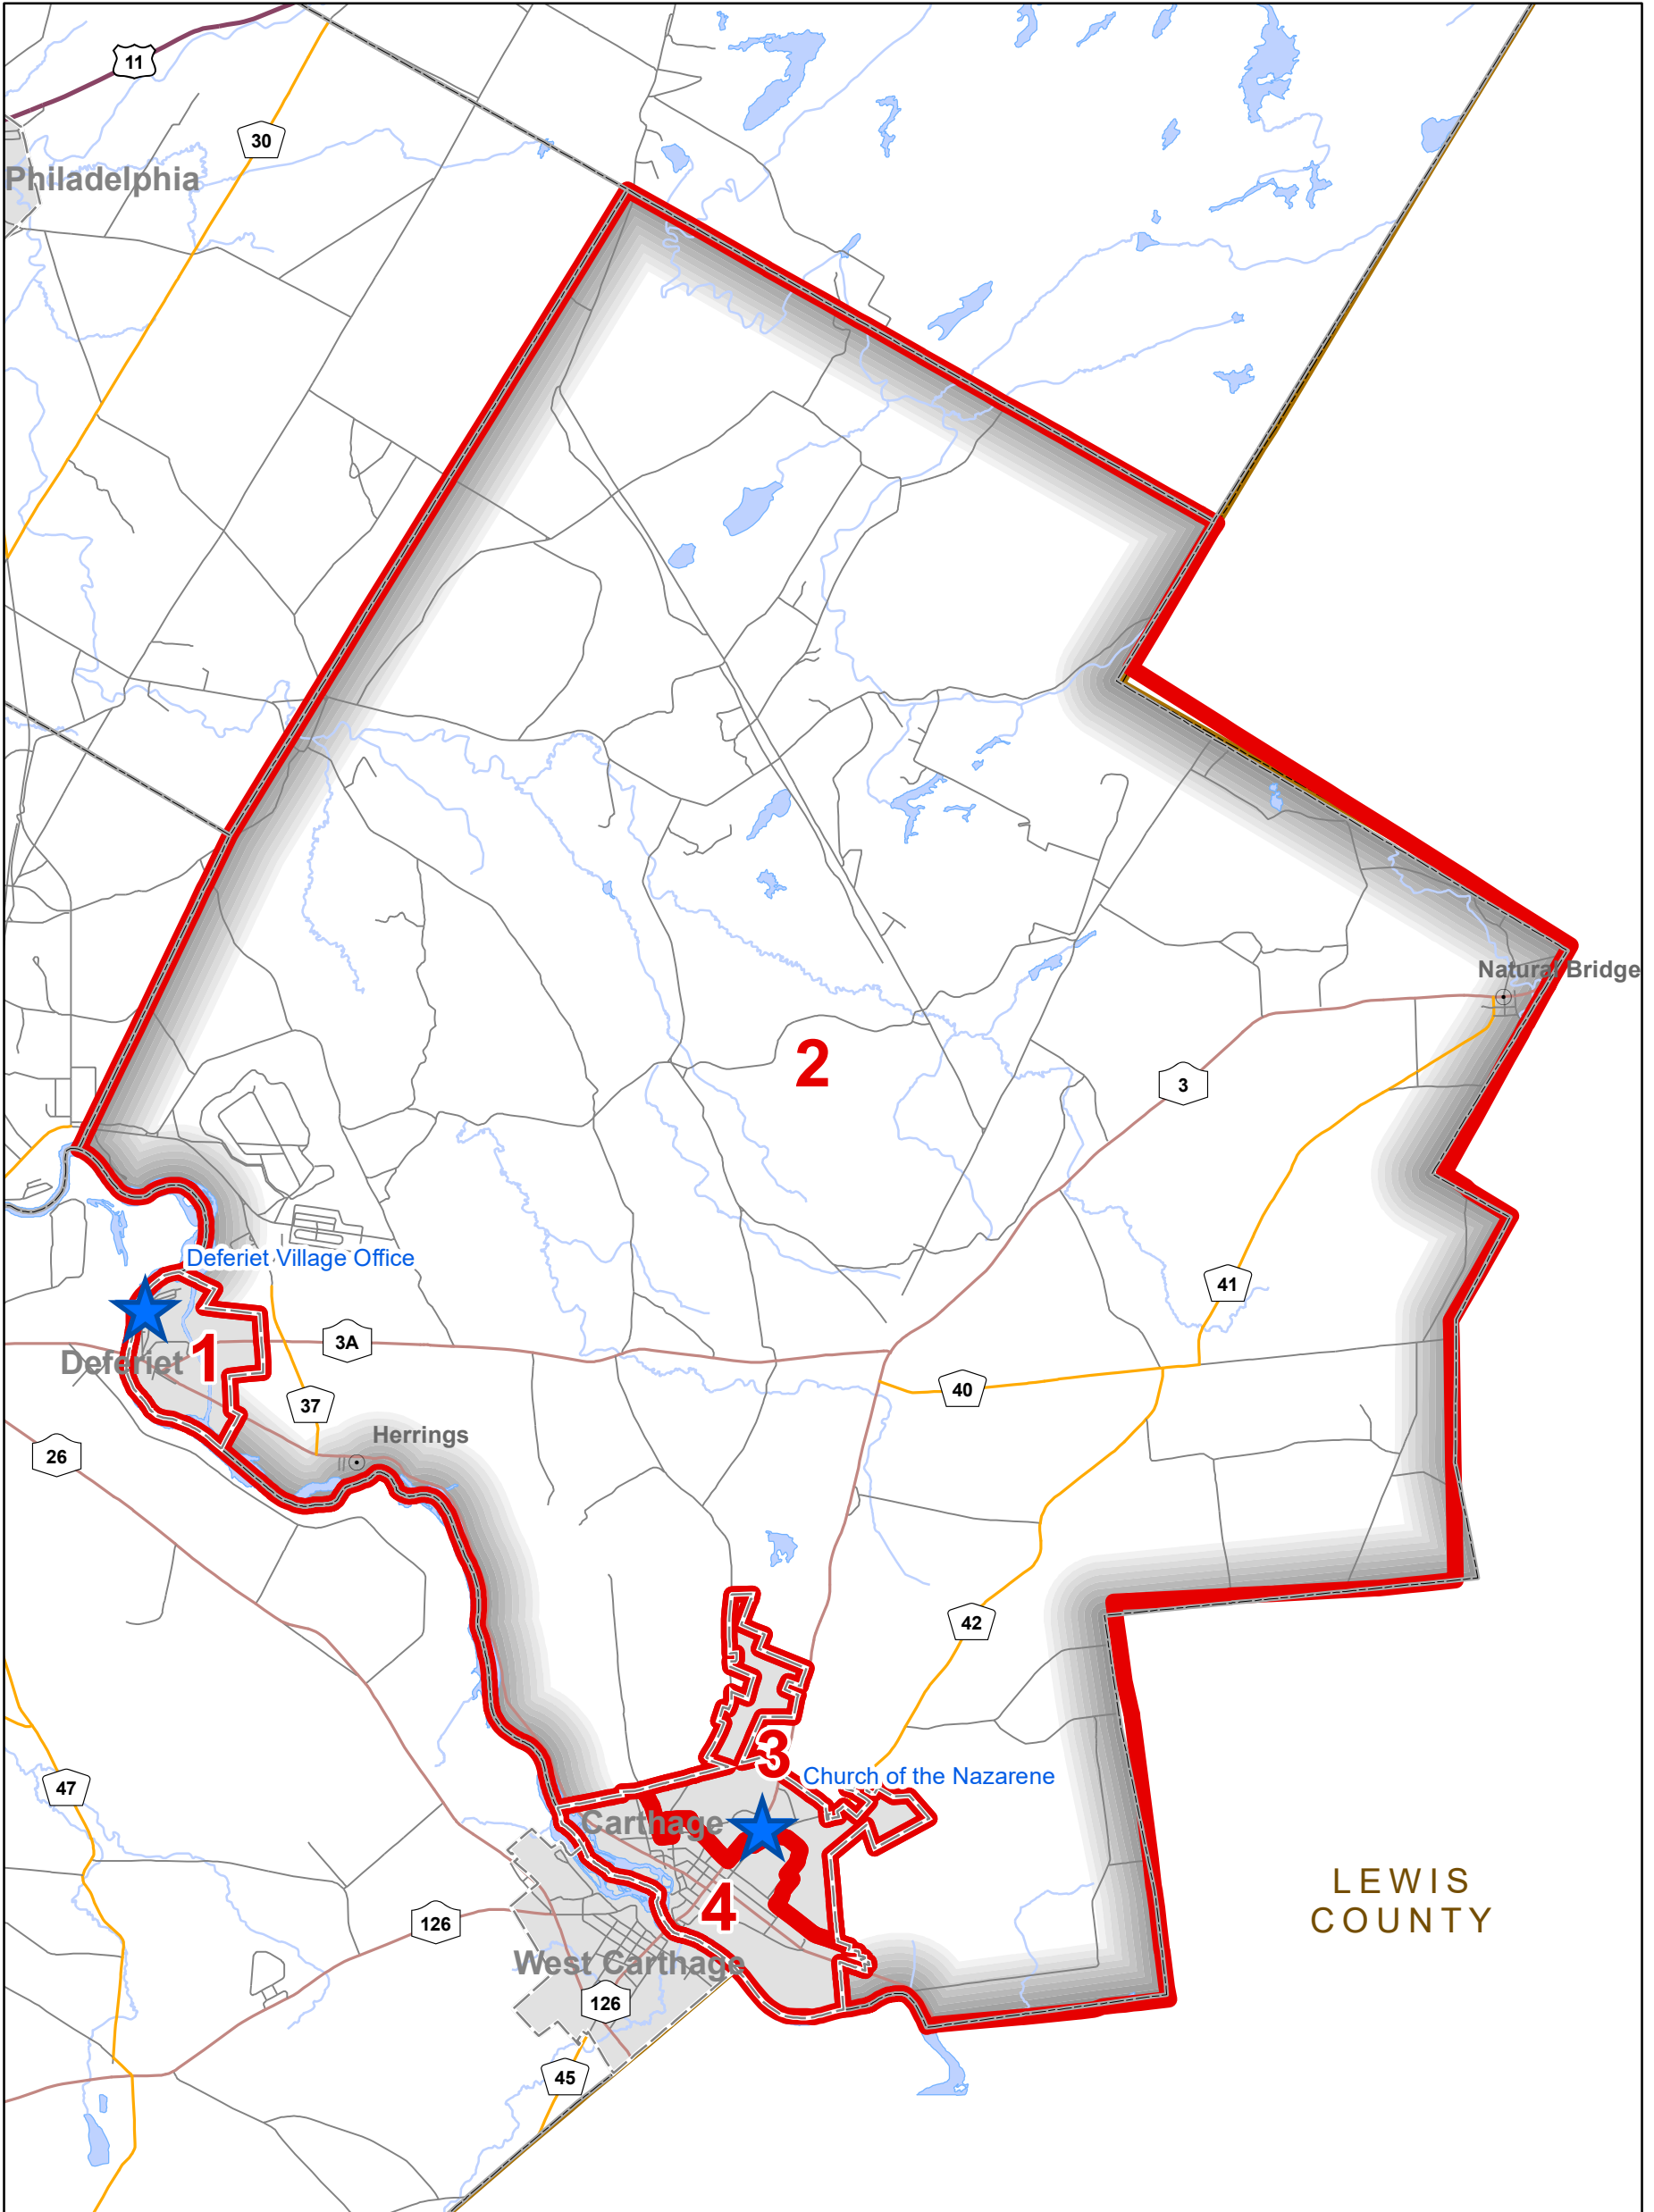 11
30
Philadelphia
Natural Bridge
2
3
Deferiet Village Office
41
1
3A
Deferiet
40
37
Herrings
26
42
3
Church of the Nazarene
47
Carthage
LEWIS
COUNTY
4
126
West Carthage
126
45